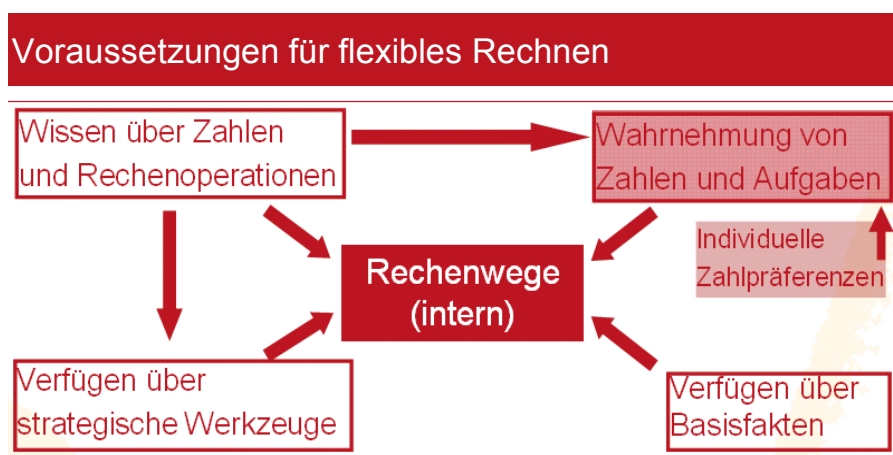 Voraussetzungen für flexibles Rechnen
Wissen über Zahlen
und Rechenoperationen
Wahrnehmung von
Zahlen und Aufgaben
Individuelle
Zahlpräferenzen
Rechenwege
(intern)
Verfügen über
strategische Werkzeuge
Verfügen über
Basisfakten